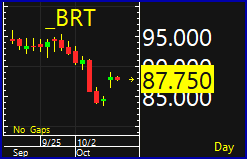 _BRT
95.000
87.750
85.000
No Gaps
9/25 10/2
Sep Oct
Day